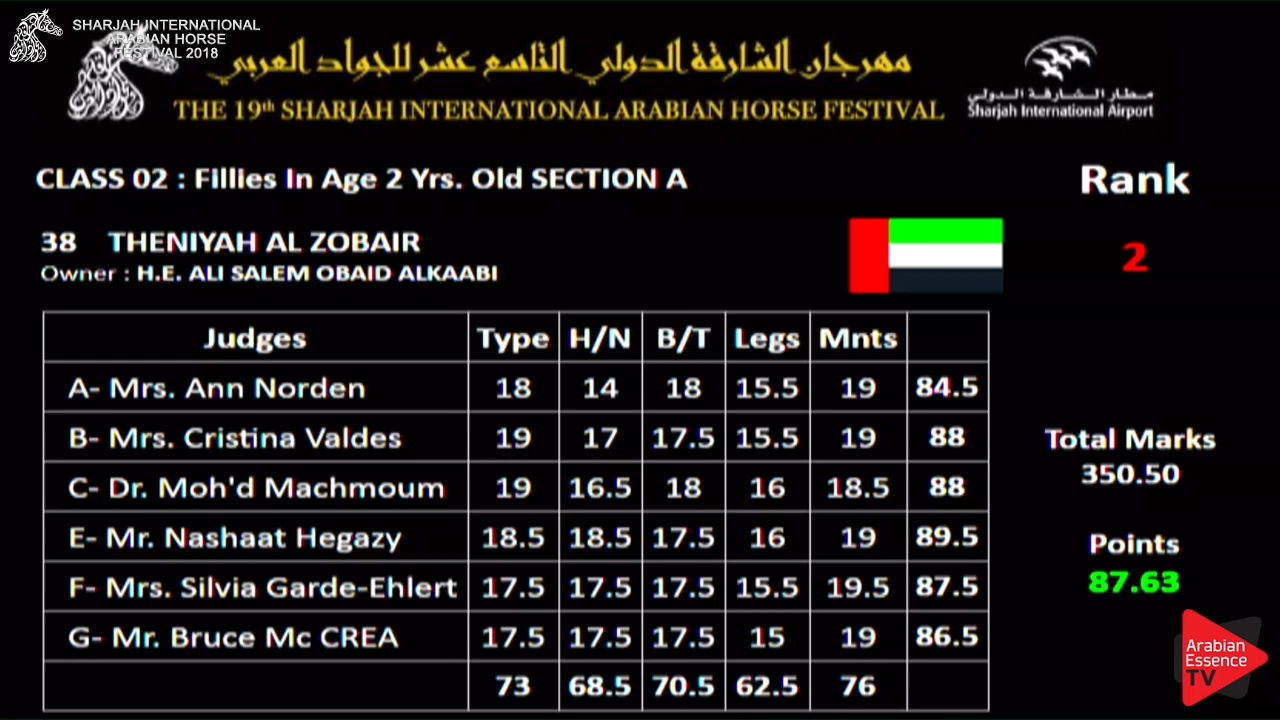 SHARJAH INTERNATIONAL
ARABIAN HORSE
FESTIVAL 2018
مهرجان الشارقة الدولي التاسع عشر للجواد العربي
THE 19th SHARJAH INTERNATIONAL ARABIAN HORSE FESTIVAL
مطار الشارقة الدولي
Sharjah International Airport
CLASS 02 : Fillies In Age 2 Yrs. Old SECTION A
Rank
38 THENIYAH AL ZOBAIR
2
Owner : H.E. ALI SALEM OBAID ALKAABI
Judges Type H/N B/T Legs Mnts
A- Mrs. Ann Norden 18 14 18 15.5 19 84.5
B- Mrs. Cristina Valdes 19 17 17.5 15.5 19 88
C- Dr. Moh'd Machmoum 19 16.5 18 16 18.5 88
E- Mr. Nashaat Hegazy 18.5 18.5 17.5 16 19 89.5
F- Mrs. Silvia Garde-Ehlert 17.5 17.5 17.5 15.5 19.5 87.5
G- Mr. Bruce Mc CREA 17.5 17.5 17.5 15 19 86.5
73 68.5 70.5 62.5 76
Total Marks
350.50
Points
87.63
Arabian
Essence
TV